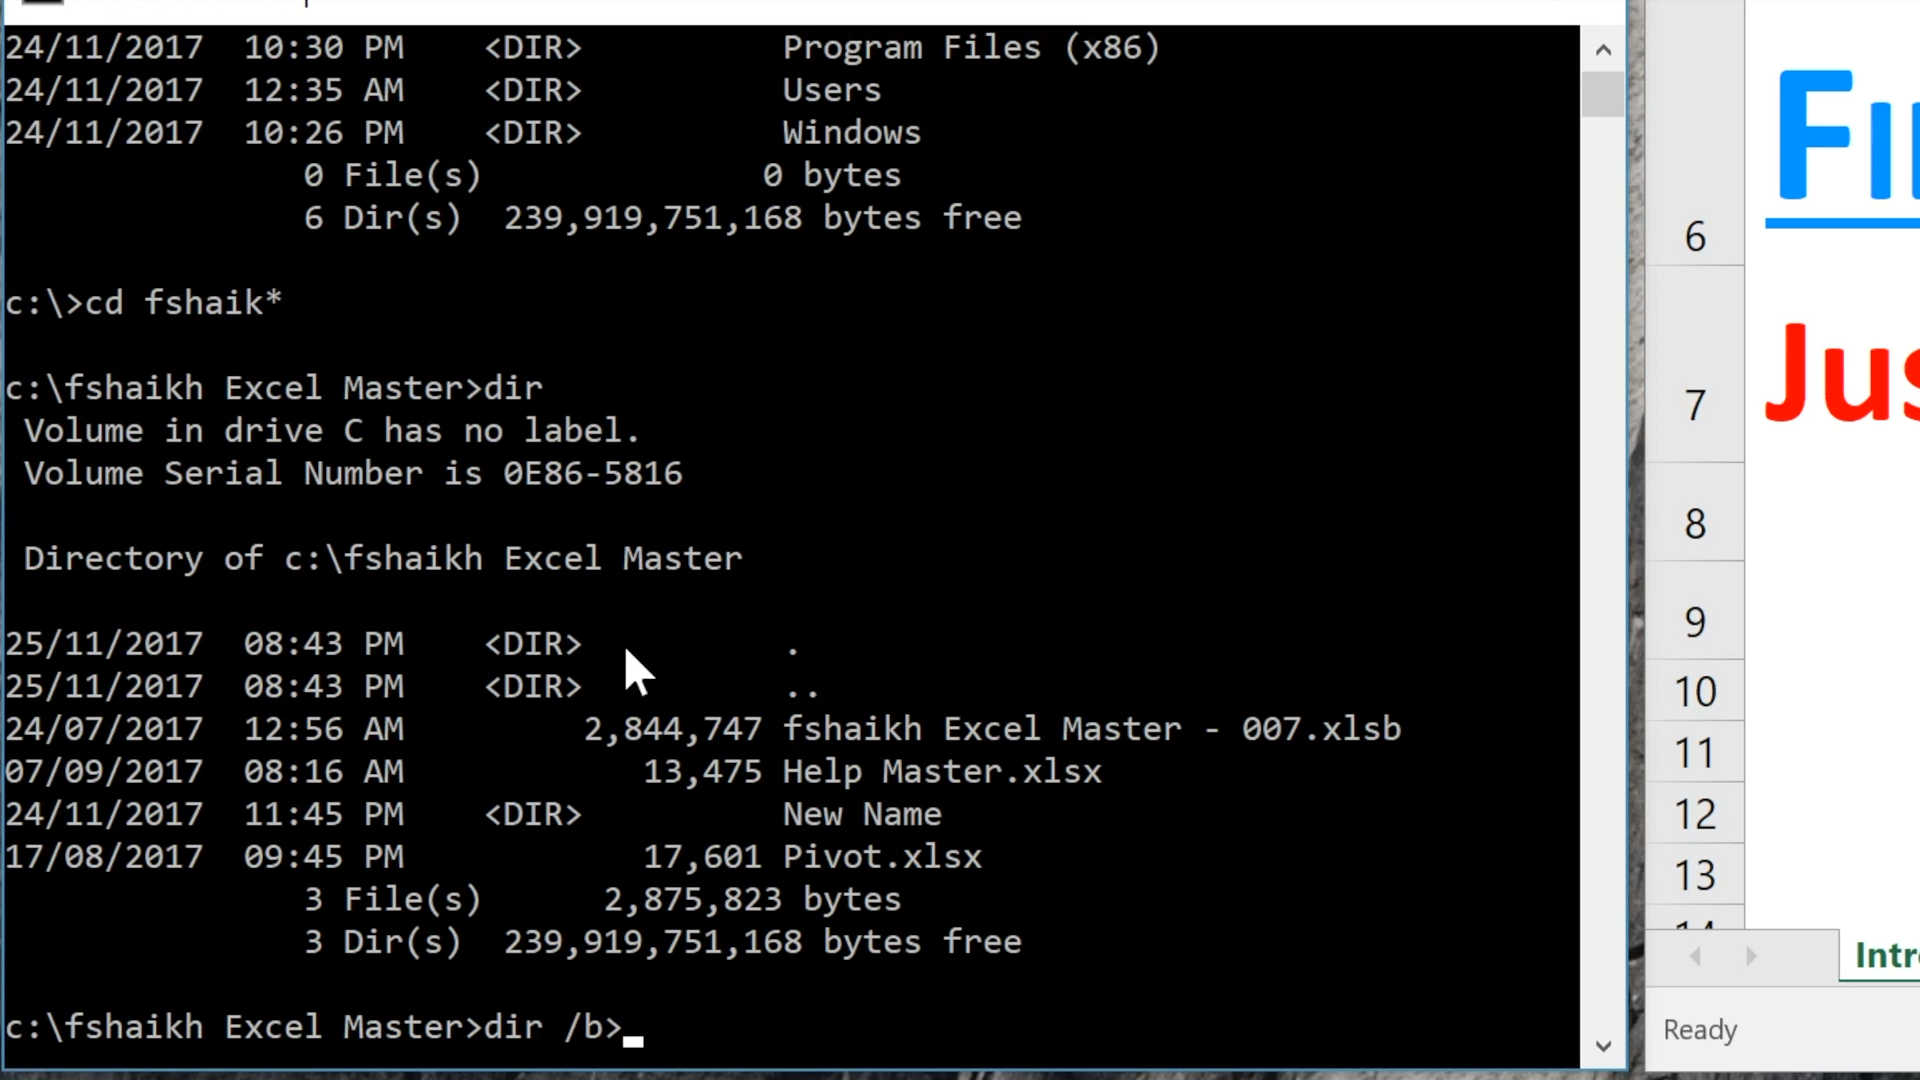 24/11/2017  10:30 PM    <DIR>          Program Files (x86)
24/11/2017  12:35 AM    <DIR>          Users
24/11/2017  10:26 PM    <DIR>          Windows
               0 File(s)              0 bytes
               6 Dir(s)  239,919,751,168 bytes free
c:\>cd fshaik*
c:\fshaikh Excel Master>dir
 Volume in drive C has no label.
 Volume Serial Number is 0E86-5816
 Directory of c:\fshaikh Excel Master
25/11/2017  08:43 PM    <DIR>          .
25/11/2017  08:43 PM    <DIR>          ..
24/07/2017  12:56 AM         2,844,747 fshaikh Excel Master - 007.xlsb
07/09/2017  08:16 AM            13,475 Help Master.xlsx
24/11/2017  11:45 PM    <DIR>          New Name
17/08/2017  09:45 PM            17,601 Pivot.xlsx
               3 File(s)      2,875,823 bytes
               3 Dir(s)  239,919,751,168 bytes free
c:\fshaikh Excel Master>dir /b>
6
7
Jus
8
9
10
11
12
13
Intr
Ready